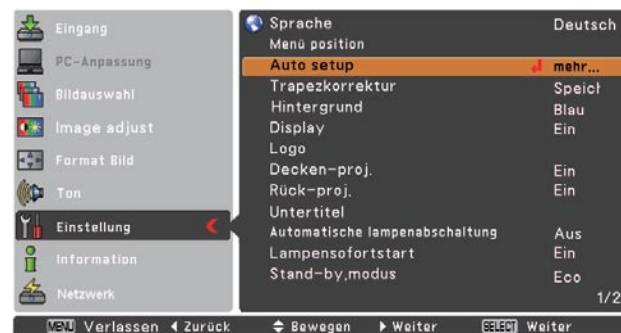 Eingang
PC-Anpassung
Bildauswahl
Image adjust
Format Bild
Ton
Einstellung
Information
Netzwerk
Sprache Deutsch
Menü position
Auto setup mehr...
Trapezkorrektur Speich
Hintergrund Blau
Display Ein
Logo
Decken-proj. Ein
Rück-proj. Ein
Untertitel
Automatische lampenabschaltung Aus
Lampensofortstart Ein
Stand-by,modus Eco
1/2
MENU Verlassen Zurück Bewegen Weiter SELECT Weiter